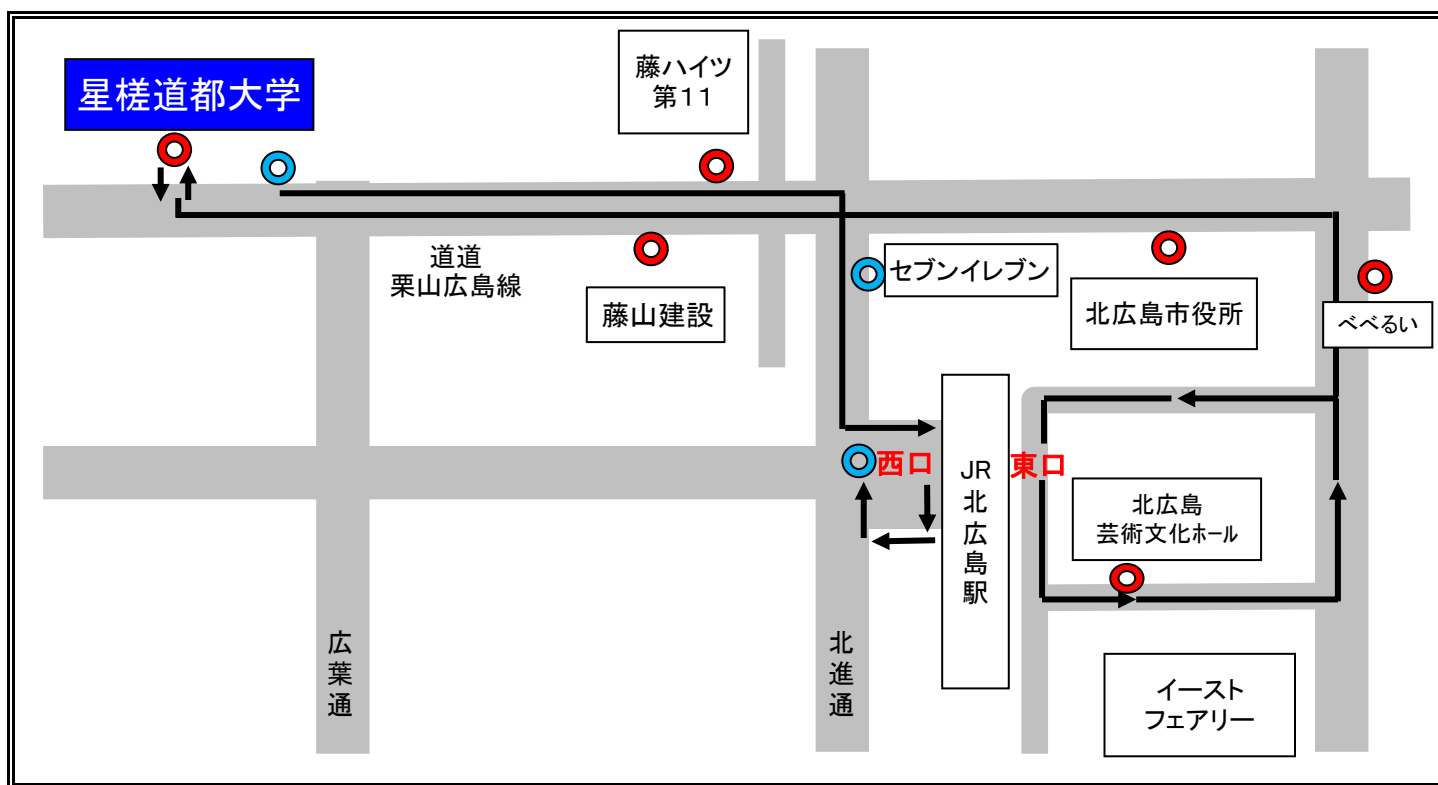 星槎道都大学
藤ハイツ
第11
道道
栗山広島線
藤山建設
セブンイレブン
北広島市役所
べべるい
西口
JR
北
広
島
駅
東口
北広島
芸術文化ホール
広
葉
通
北
進
通
イースト
フェアリー